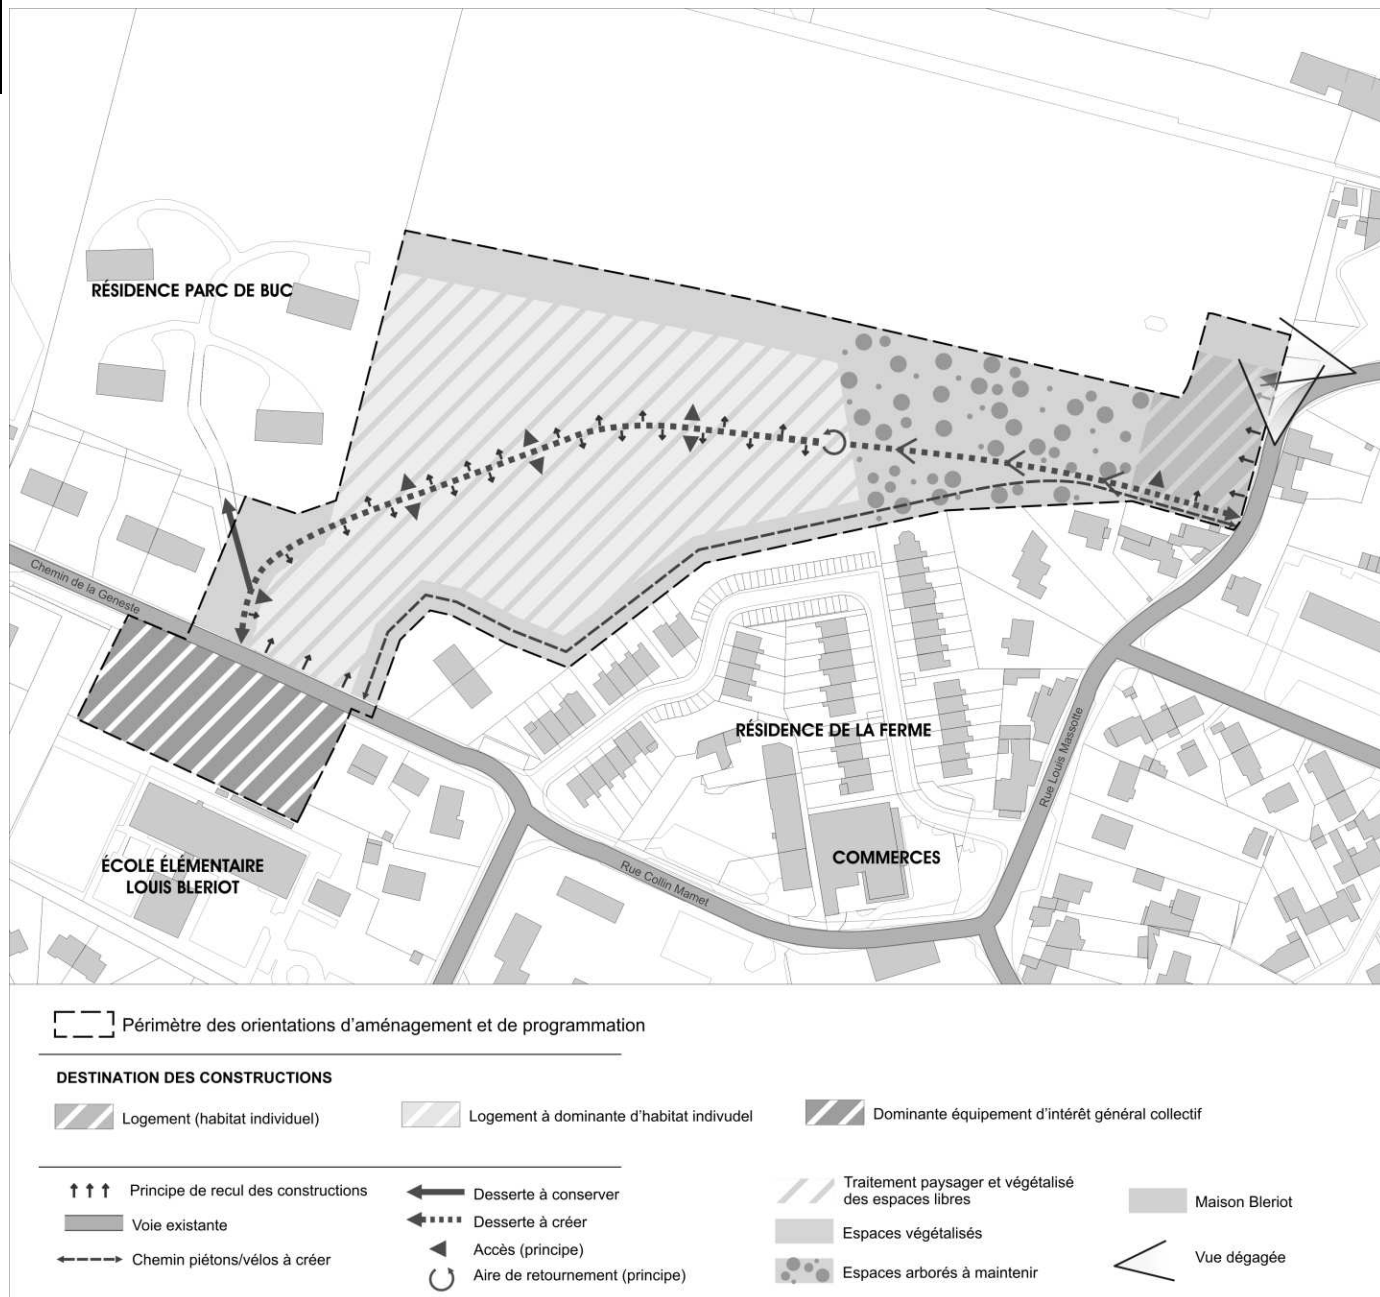 RÉSIDENCE PARC DE BUC
Chemin de la Geneste
RÉSIDENCE DE LA FERME
Rue Louis Massotte
COMMERCES
ÉCOLE ÉLÉMENTAIRE
LOUIS BLERIOT
Rue Collin Mamet
Périmètre des orientations d'aménagement et de programmation
DESTINATION DES CONSTRUCTIONS
Logement (habitat individuel)
Logement à dominante d'habitat indivudel
Dominante équipement d'intérêt général collectif
Principe de recul des constructions
Voie existante
Chemin piétons/vélos à créer
Desserte à conserver
Desserte à créer
Accès (principe)
Aire de retournement (principe)
Traitement paysager et végétalisé
des espaces libres
Espaces végétalisés
Espaces arborés à maintenir
Maison Bleriot
Vue dégagée